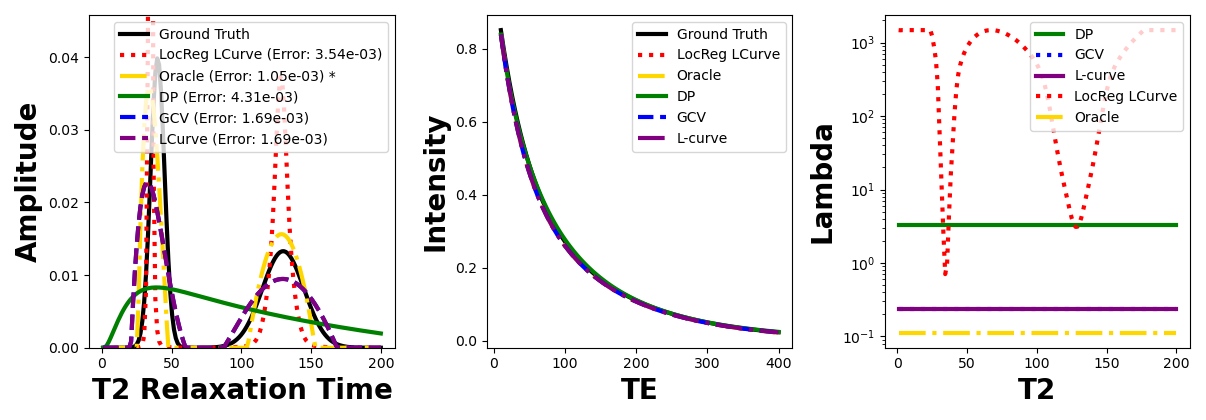 Amplitude
0.04
0.03
0.02
0.01
0.00
0
50
100
150
200
T2 Relaxation Time
Ground Truth
LocReg LCurve (Error: 3.54e-03)
Oracle (Error: 1.05e-03) *
DP (Error: 4.31e-03)
GCV (Error: 1.69e-03)
LCurve (Error: 1.69e-03)
Intensity
0.8
0.6
0.4
0.2
0.0
0
100
200
300
400
TE
Ground Truth
LocReg LCurve
Oracle
DP
GCV
L-curve
Lambda
10³
10²
10¹
10⁰
10⁻¹
0
50
100
150
200
T2
DP
GCV
L-curve
LocReg LCurve
Oracle